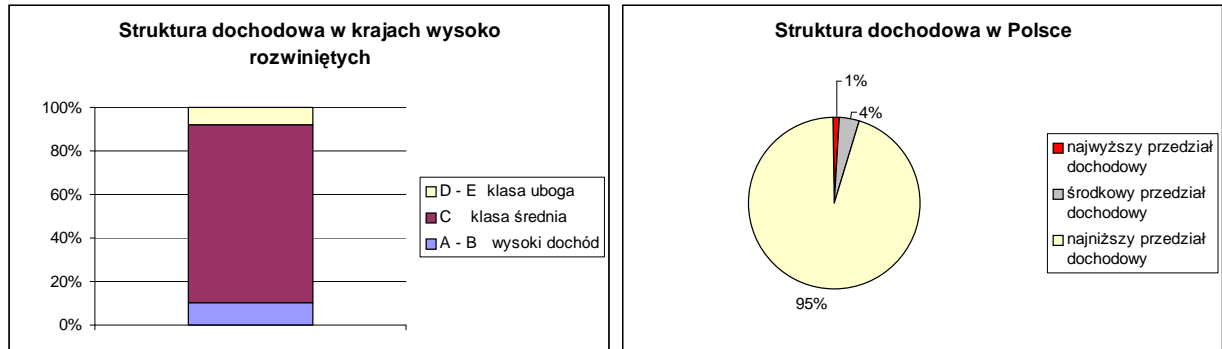 Struktura dochodowa w krajach wysoko
rozwiniętych
100%
80%
60%
40%
20%
0%
D - E klasa uboga
C klasa średnia
A - B wysoki dochód
Struktura dochodowa w Polsce
1%
4%
95%
najwyższy przedział
dochodowy
środkowy przedział
dochodowy
najniższy przedział
dochodowy